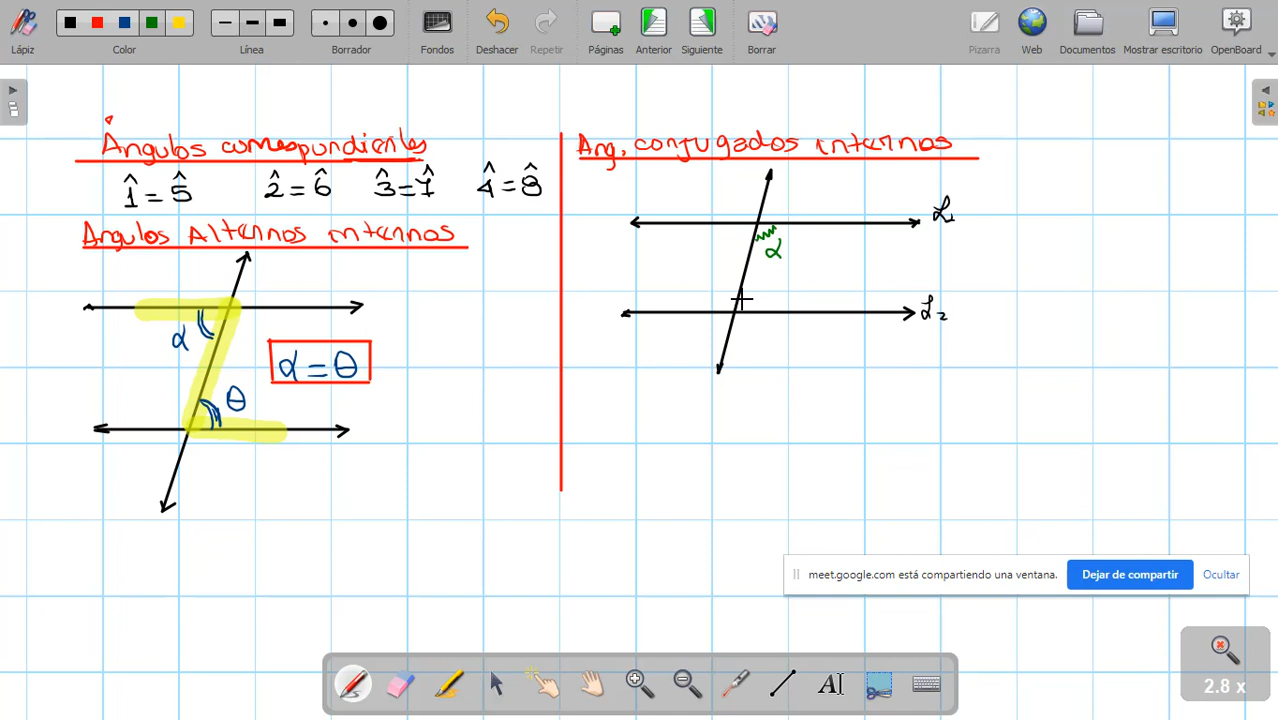 Lápiz Color Línea Borrador Fondos Deshacer Repetir Páginas Anterior Siguiente Borrar Pizarra Web Documentos Mostrar escritorio OpenBoard
Ángulos correspondientes
1̂ = 5̂ 2̂ = 6̂ 3̂ = 7̂ 4̂ = 8̂
Angulos Alternos Internos
α
θ
α = θ
Ang. conjugados internos
L₁
α
L₂
meet.google.com está compartiendo una ventana. Dejar de compartir Ocultar
AI
2.8 x